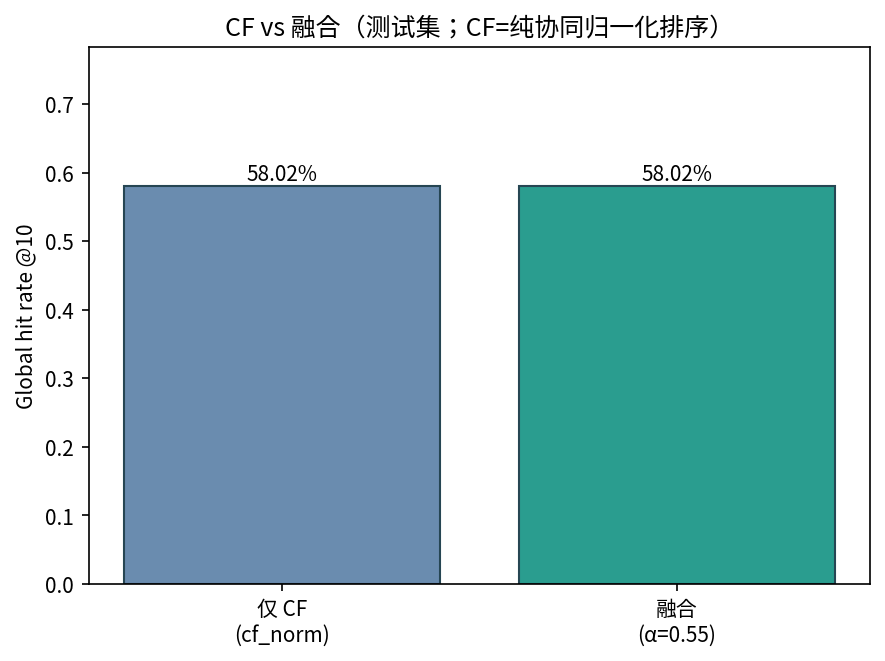 CF vs 融合（测试集；CF=纯协同归一化排序）
Global hit rate @10
0.7
0.6
0.5
0.4
0.3
0.2
0.1
0.0
58.02%
58.02%
仅 CF
(cf_norm)
融合
(α=0.55)